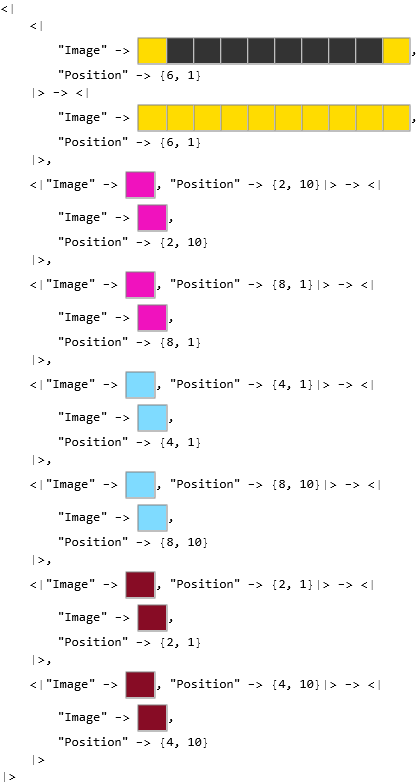 <|
<|
"Image" -> ,
"Position" -> {6, 1}
|> -> <|
"Image" -> ,
"Position" -> {6, 1}
|>,
<|"Image" -> , "Position" -> {2, 10}|> -> <|
"Image" -> ,
"Position" -> {2, 10}
|>,
<|"Image" -> , "Position" -> {8, 1}|> -> <|
"Image" -> ,
"Position" -> {8, 1}
|>,
<|"Image" -> , "Position" -> {4, 1}|> -> <|
"Image" -> ,
"Position" -> {4, 1}
|>,
<|"Image" -> , "Position" -> {8, 10}|> -> <|
"Image" -> ,
"Position" -> {8, 10}
|>,
<|"Image" -> , "Position" -> {2, 1}|> -> <|
"Image" -> ,
"Position" -> {2, 1}
|>,
<|"Image" -> , "Position" -> {4, 10}|> -> <|
"Image" -> ,
"Position" -> {4, 10}
|>
|>